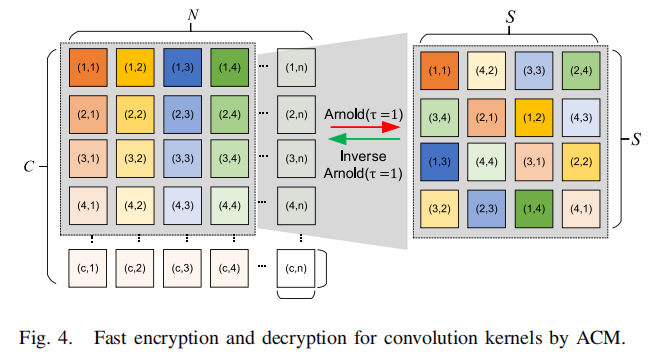 N
S
(1,1) (1,2) (1,3) (1,4) ··· (1,n)
(2,1) (2,2) (2,3) (2,4) (2,n)
(3,1) (3,2) (3,3) (3,4) ··· (3,n)
(4,1) (4,2) (4,3) (4,4) ··· (4,n)
(c,1) (c,2) (c,3) (c,4) ··· (c,n)
C
Arnold(τ=1)
Inverse
Arnold(τ=1)
(1,1) (4,2) (3,3) (2,4)
(3,4) (2,1) (1,2) (4,3)
(1,3) (4,4) (3,1) (2,2)
(3,2) (2,3) (1,4) (4,1)
S
Fig. 4. Fast encryption and decryption for convolution kernels by ACM.